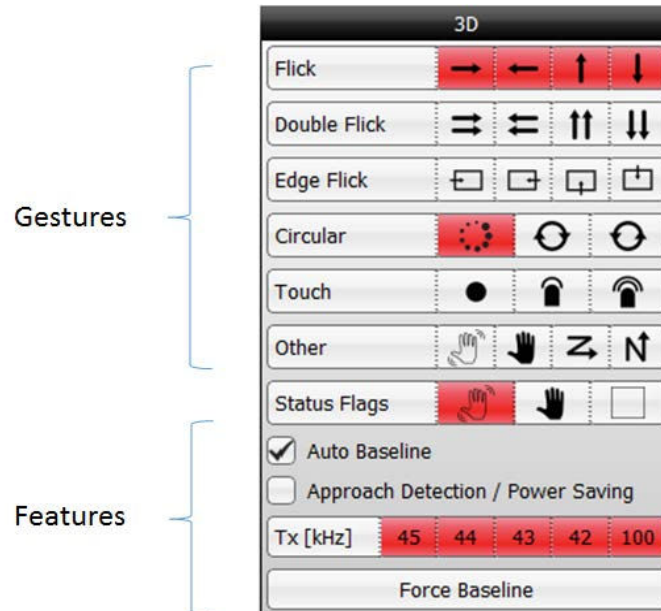 3D
Flick
Double Flick
Edge Flick
Gestures
Circular
Touch
Other
Status Flags
Auto Baseline
Approach Detection / Power Saving
Features
Tx [kHz] 45 44 43 42 100
Force Baseline